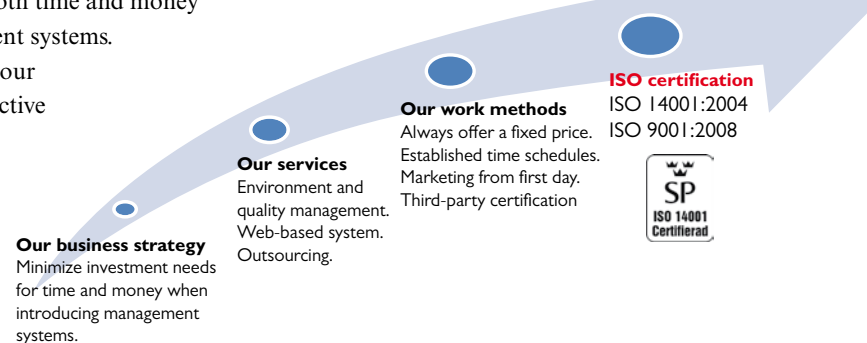 oth time and money
ent systems.
our
ctive
Our business strategy
Minimize investment needs
for time and money when
introducing management
systems.
Our services
Environment and
quality management.
Web-based system.
Outsourcing.
Our work methods
Always offer a fixed price.
Established time schedules.
Marketing from first day.
Third-party certification
ISO certification
ISO 14001:2004
ISO 9001:2008
SP
ISO 14001
Certifierad